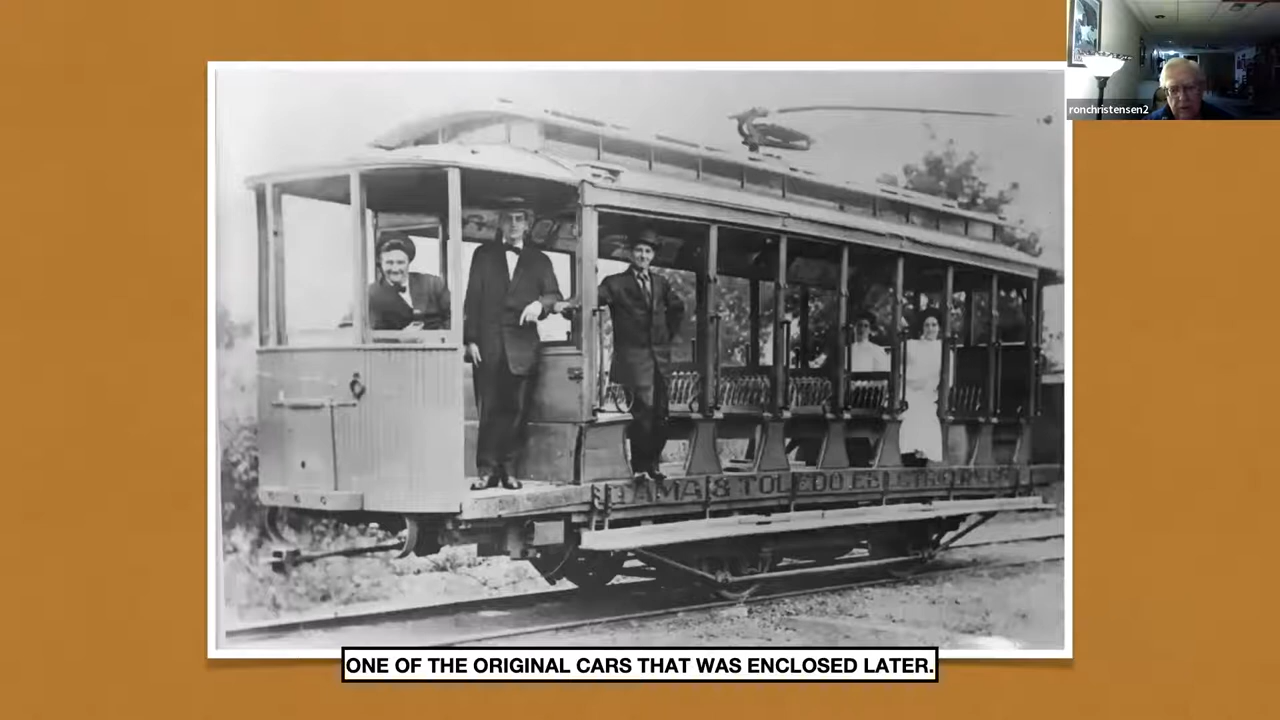 ronchristensen2
TAMA & TOLEDO
ONE OF THE ORIGINAL CARS THAT WAS ENCLOSED LATER.